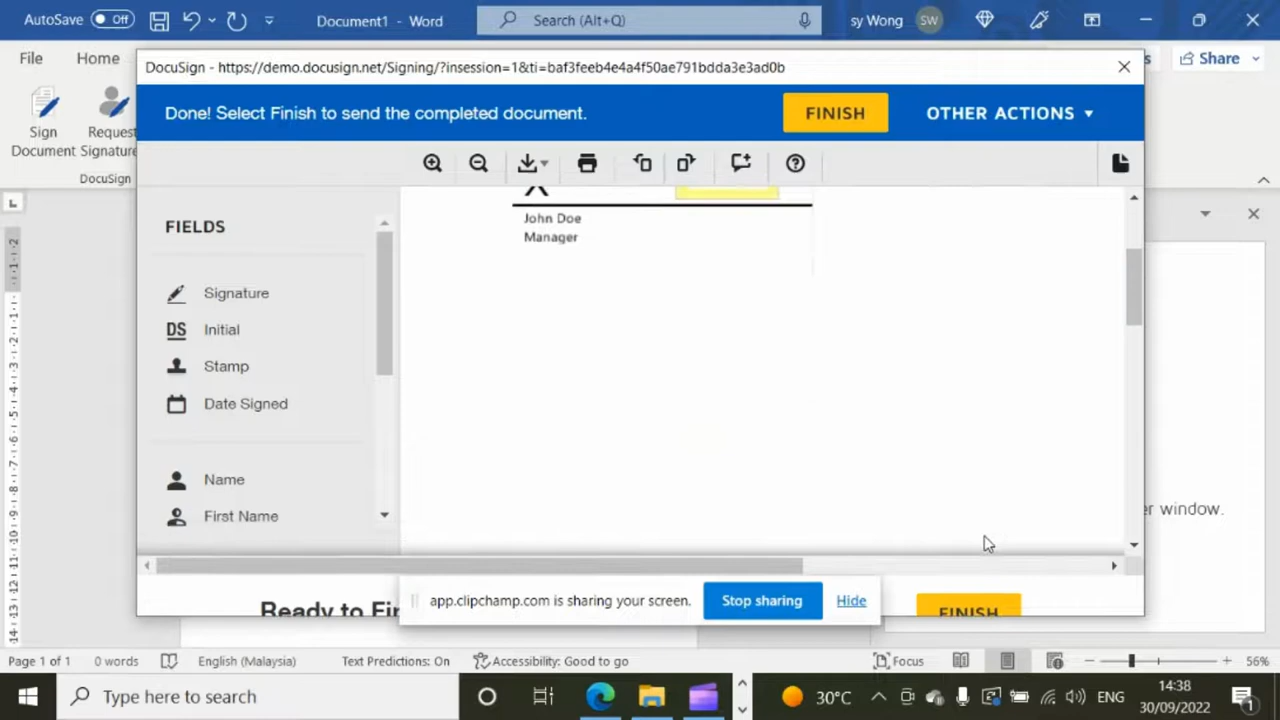 AutoSave Off Document1 - Word Search (Alt+Q) sy Wong SW
File Home Share
DocuSign - https://demo.docusign.net/Signing/?insession=1&ti=baf3feeb4e4a4f50ae791bdda3e3ad0b
Done! Select Finish to send the completed document. FINISH OTHER ACTIONS
Sign Document
Request Signature
DocuSign
FIELDS
Signature
DS Initial
Stamp
Date Signed
Name
First Name
X
John Doe
Manager
window.
Ready to
FINISH
app.clipchamp.com is sharing your screen. Stop sharing Hide
Page 1 of 1 0 words English (Malaysia) Text Predictions: On Accessibility: Good to go Focus 56%
Type here to search 30°C ENG 14:38
30/09/2022 1